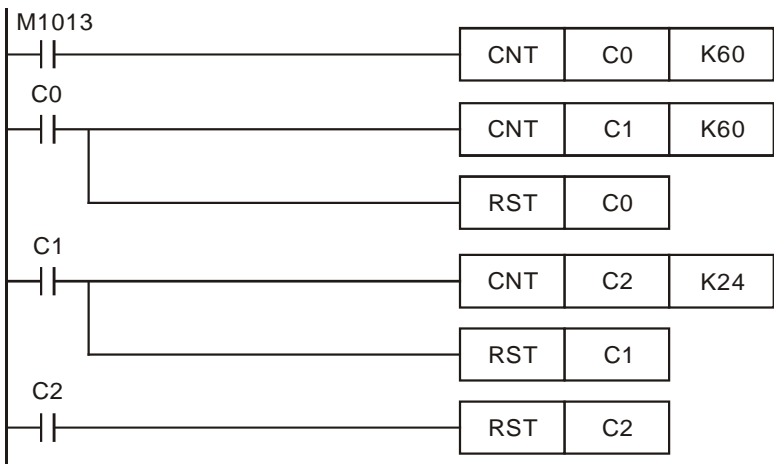 M1013
CNT C0 K60
C0
CNT C1 K60
RST C0
C1
CNT C2 K24
RST C1
C2
RST C2